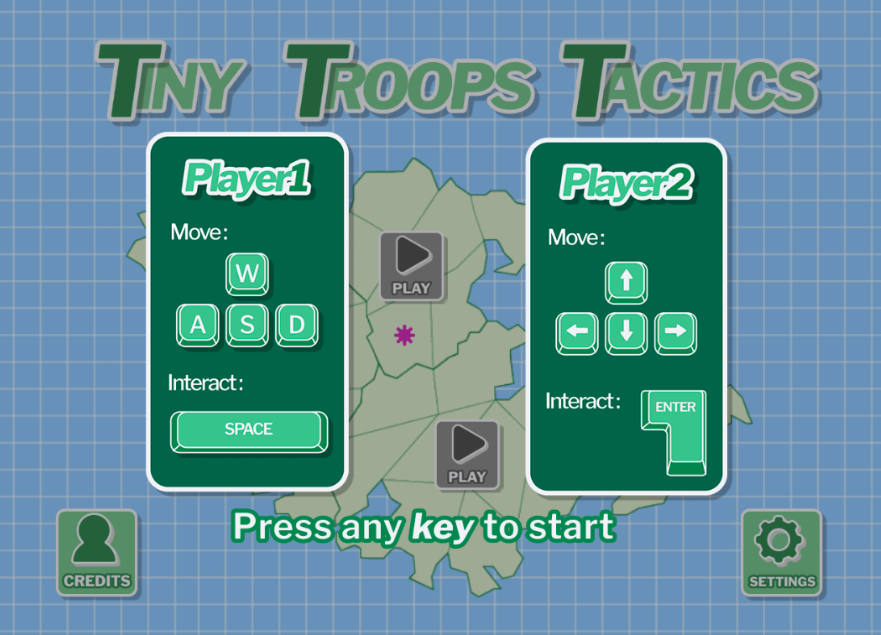 TINY TROOPS TACTICS
Player1
Move:
W
A S D
Interact:
SPACE
PLAY
PLAY
Player2
Move:
↑
← ↓ →
Interact:
ENTER
Press any key to start
CREDITS
SETTINGS